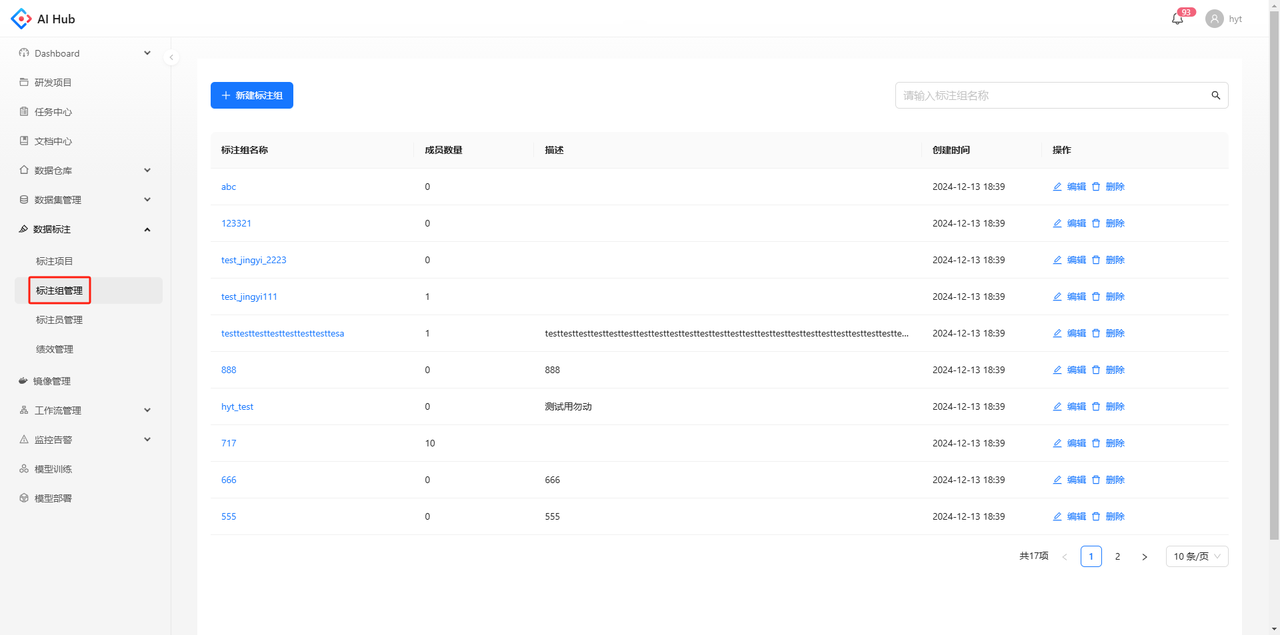 AI Hub
93
hyt
Dashboard
研发项目
任务中心
文档中心
数据仓库
数据集管理
数据标注
标注项目
标注组管理
标注员管理
绩效管理
镜像管理
工作流管理
监控告警
模型训练
模型部署
新建标注组
请输入标注组名称
标注组名称 成员数量 描述 创建时间 操作
abc 0 2024-12-13 18:39 编辑 删除
123321 0 2024-12-13 18:39 编辑 删除
test_jingyi_2223 0 2024-12-13 18:39 编辑 删除
test_jingyi111 1 2024-12-13 18:39 编辑 删除
testtesttesttesttesttesttesttesa 1 testtesttesttesttesttesttesttesttesttesttesttesttesttesttesttesttesttesttesttesttesttesttesttestte... 2024-12-13 18:39 编辑 删除
888 0 888 2024-12-13 18:39 编辑 删除
hyt_test 0 测试用勿动 2024-12-13 18:39 编辑 删除
717 10 2024-12-13 18:39 编辑 删除
666 0 666 2024-12-13 18:39 编辑 删除
555 0 555 2024-12-13 18:39 编辑 删除
共17项 < 1 2 > 10 条/页